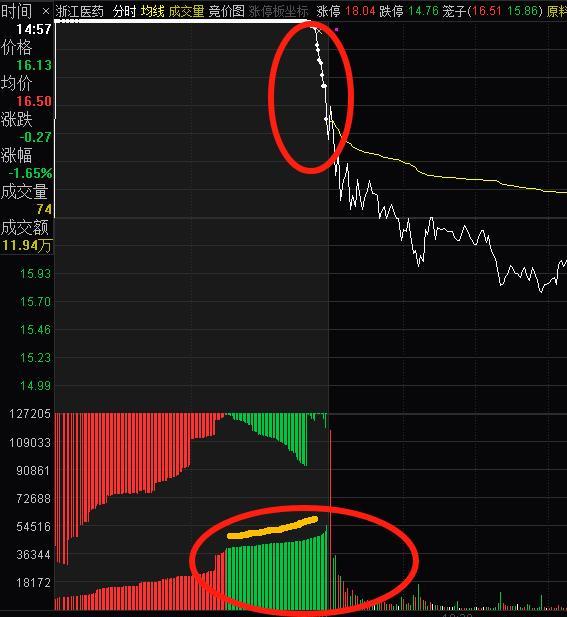 时间 × 浙江医药 分时 均线 成交量 竞价图 涨停板坐标 涨停 18.04 跌停 14.76 笼子(16.51 15.86) 原料
14:57
价格
16.13
均价
16.50
涨跌
-0.27
涨幅
-1.65%
成交量
74
成交额
11.94万
15.93
15.70
15.46
15.23
14.99
127205
109033
90861
72688
54516
36344
18172